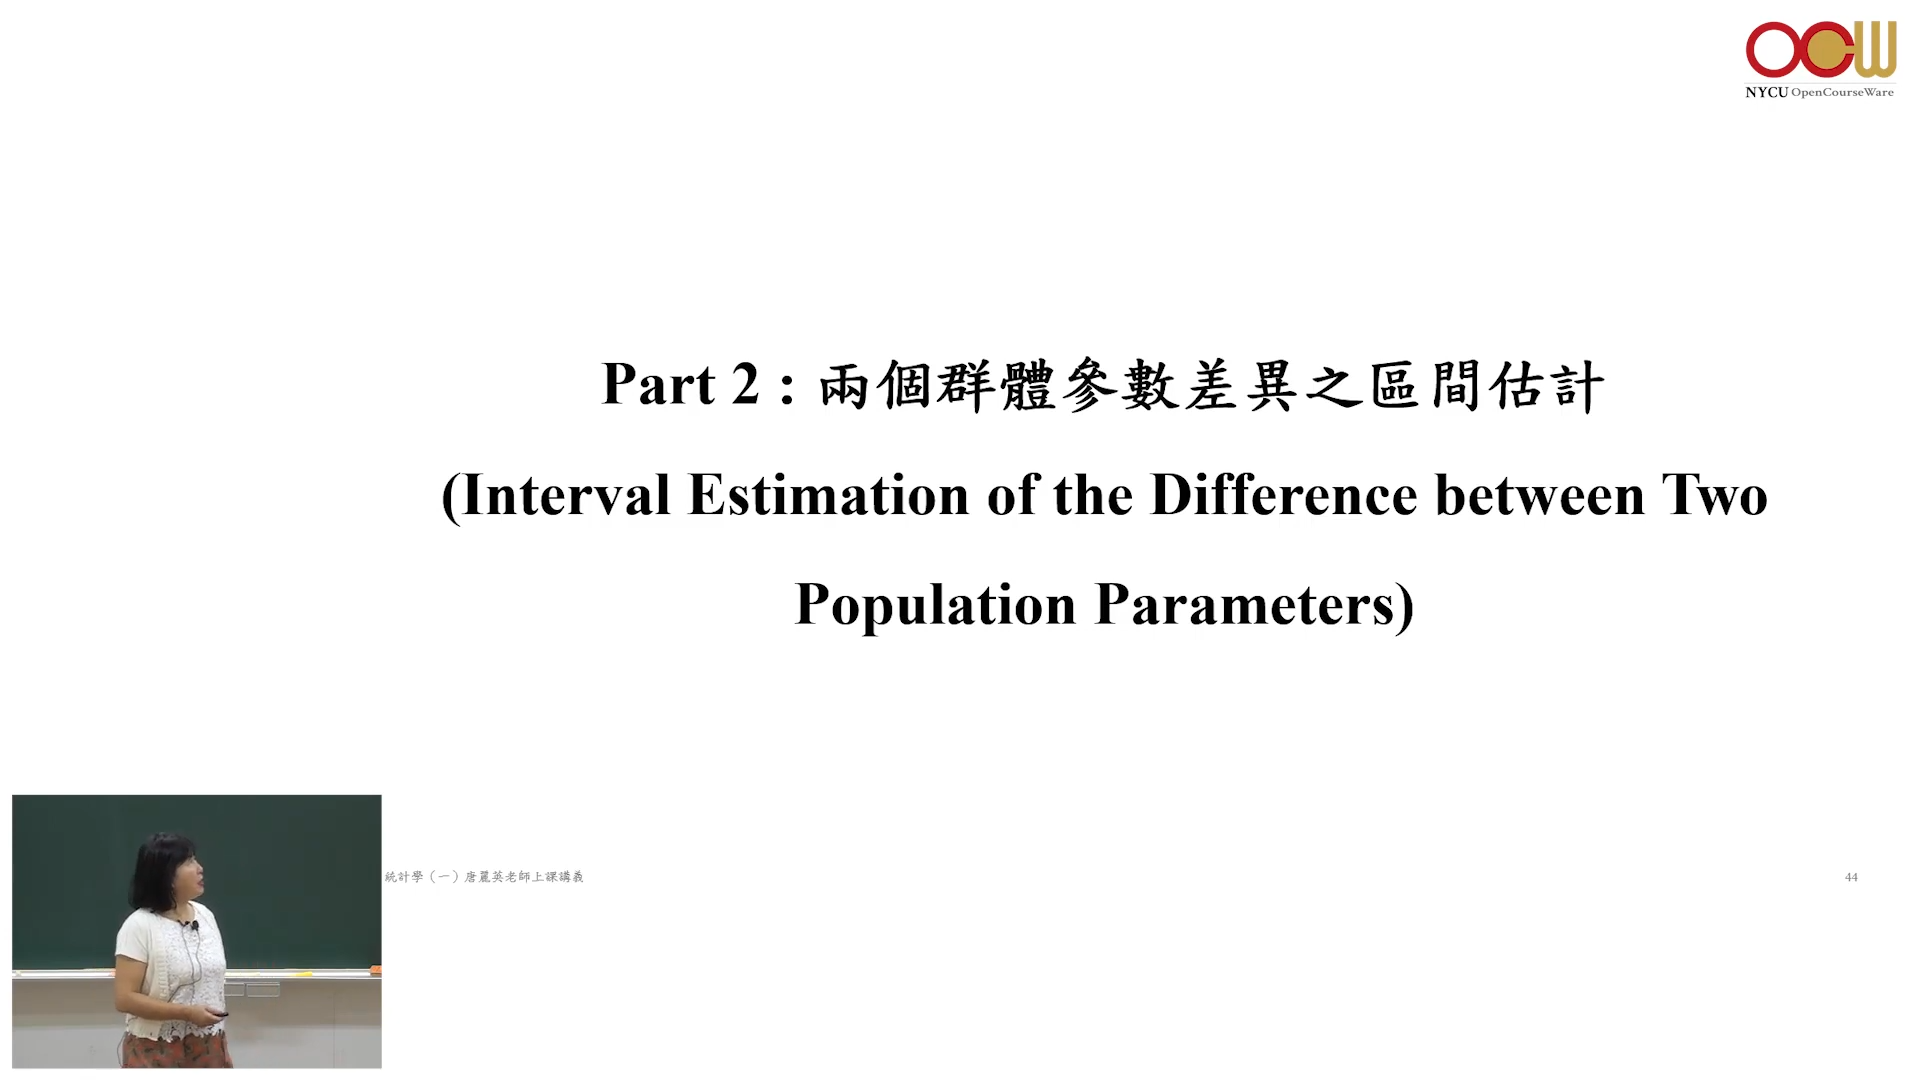 OCW
NYCU OpenCourseWare
Part 2 : 兩個群體參數差異之區間估計
(Interval Estimation of the Difference between Two
Population Parameters)
統計學（一）唐麗英老師上課講義
44